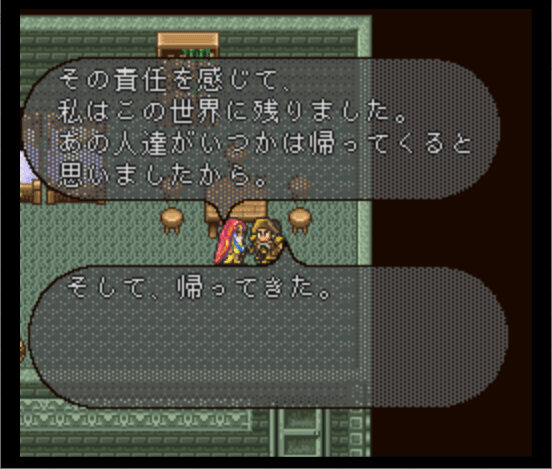 その責任を感じて、
私はこの世界に残りました。
あの人達がいつかは帰ってくると
思いましたから。
そして、帰ってきた。